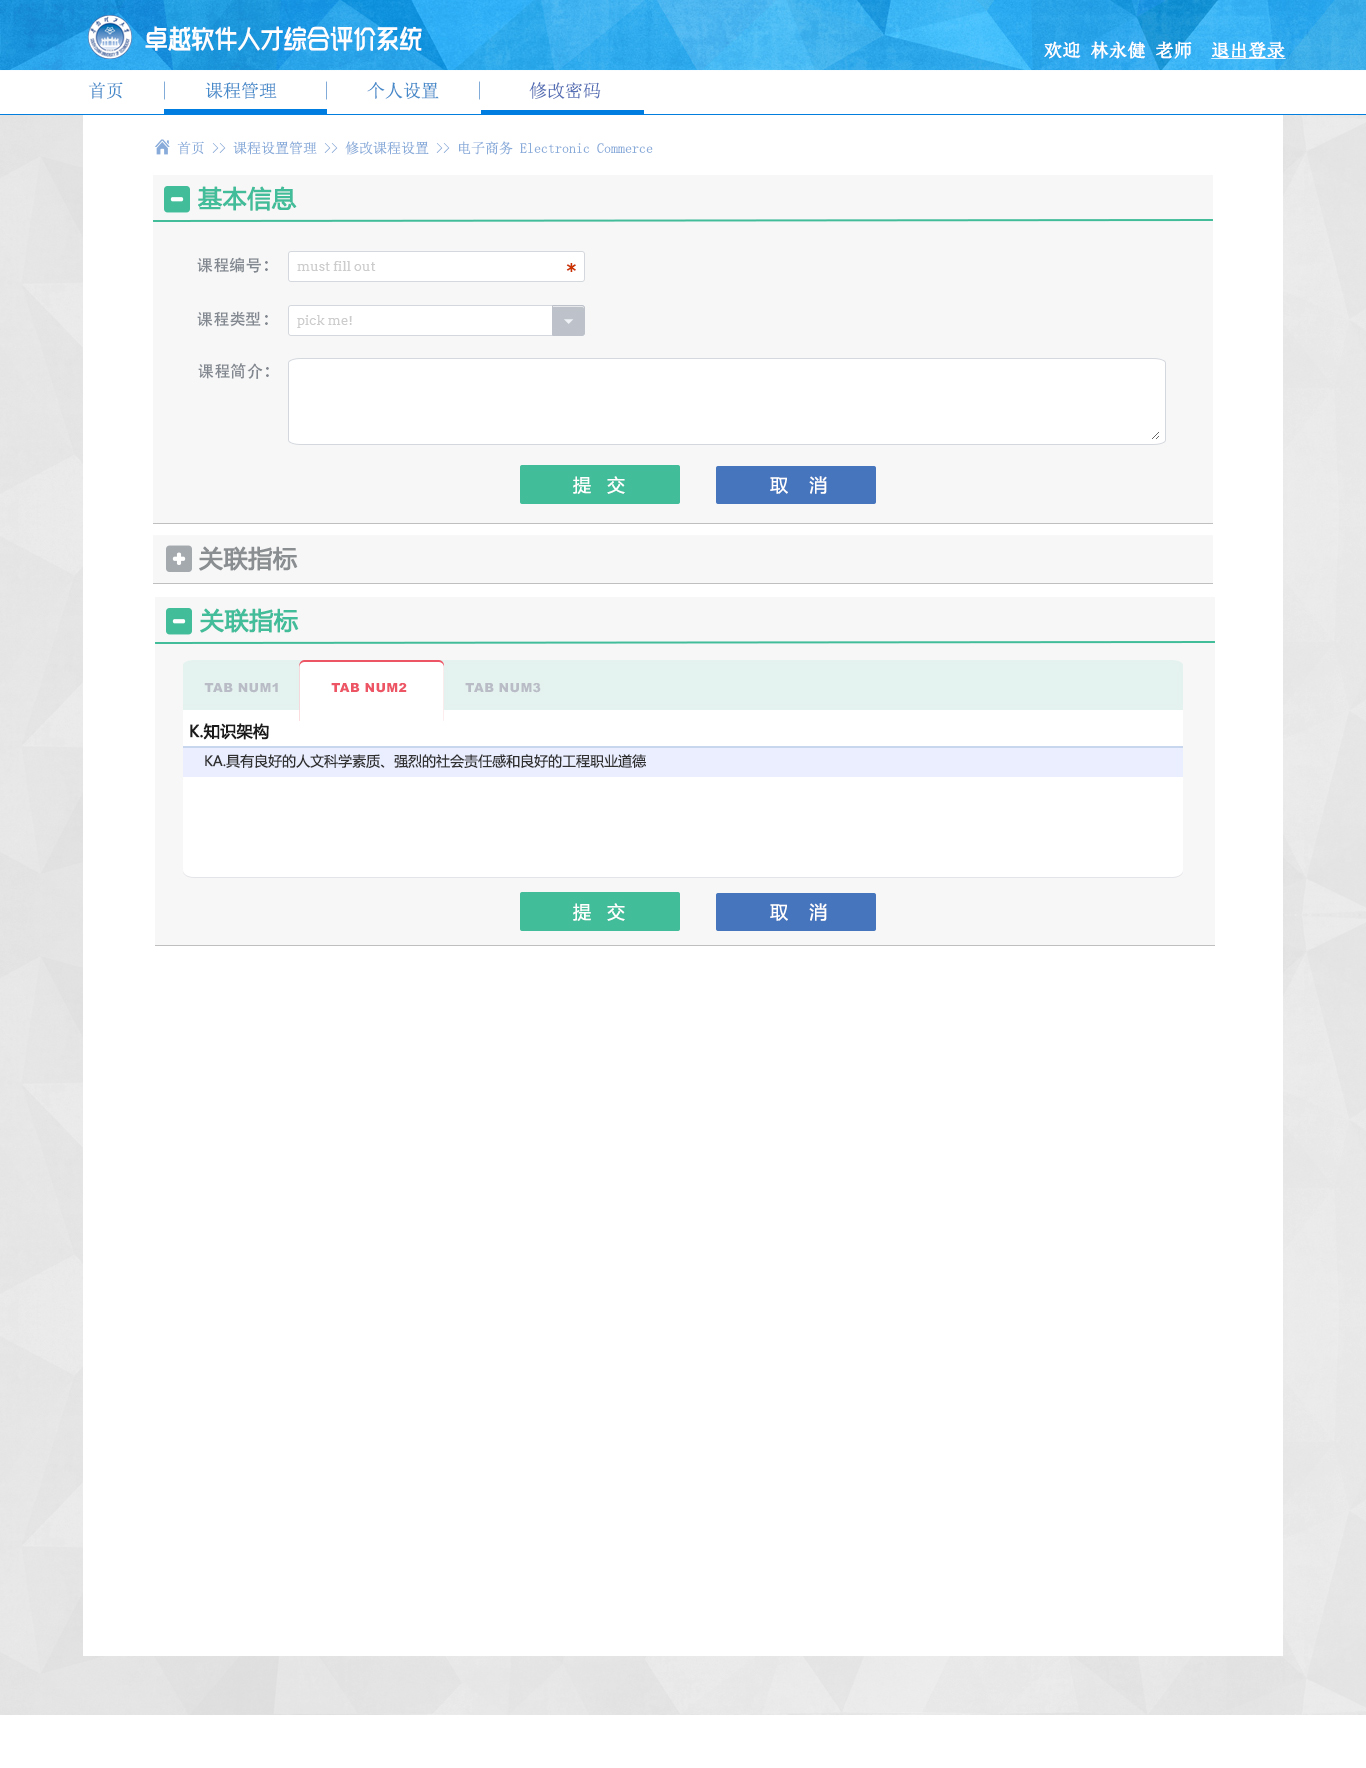 卓越软件人才综合评价系统
欢迎 林永健 老师 退出登录
首页 课程管理 个人设置 修改密码
首页 >> 课程设置管理 >> 修改课程设置 >> 电子商务 Electronic Commerce
基本信息
课程编号： must fill out *
课程类型： pick me!
课程简介：
提 交 取 消
关联指标
关联指标
TAB NUM1 TAB NUM2 TAB NUM3
K.知识架构
KA.具有良好的人文科学素质、强烈的社会责任感和良好的工程职业道德
提 交 取 消